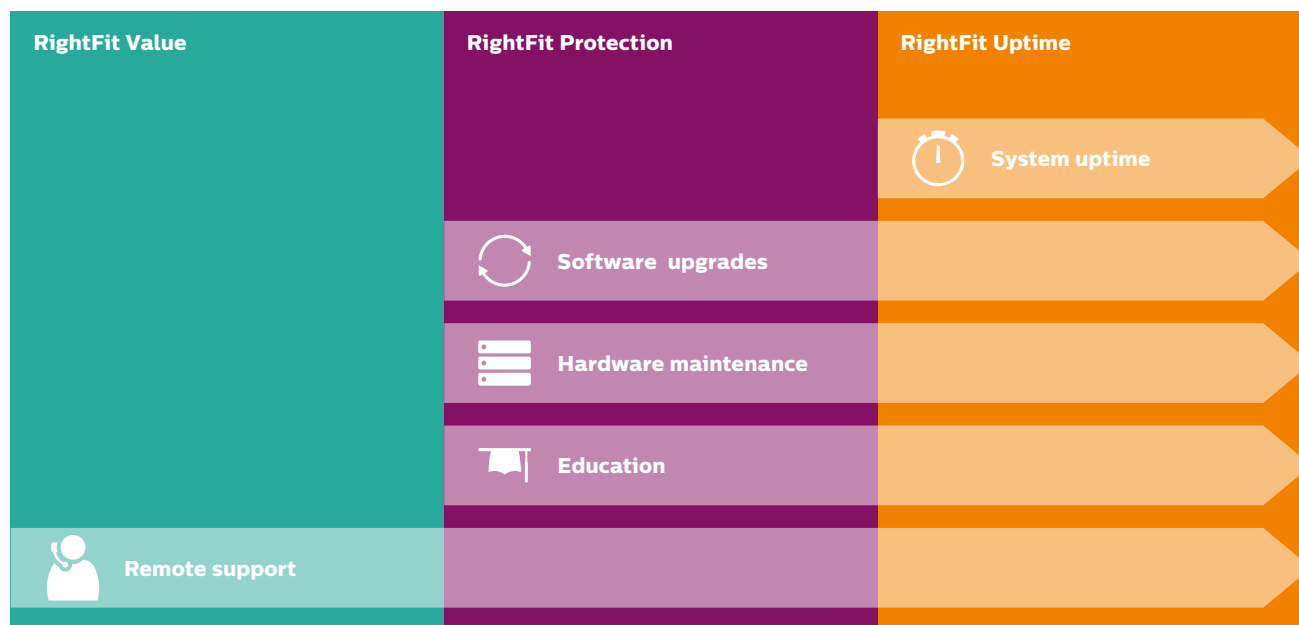 RightFit Value
RightFit Protection
RightFit Uptime
System uptime
Software upgrades
Hardware maintenance
Education
Remote support